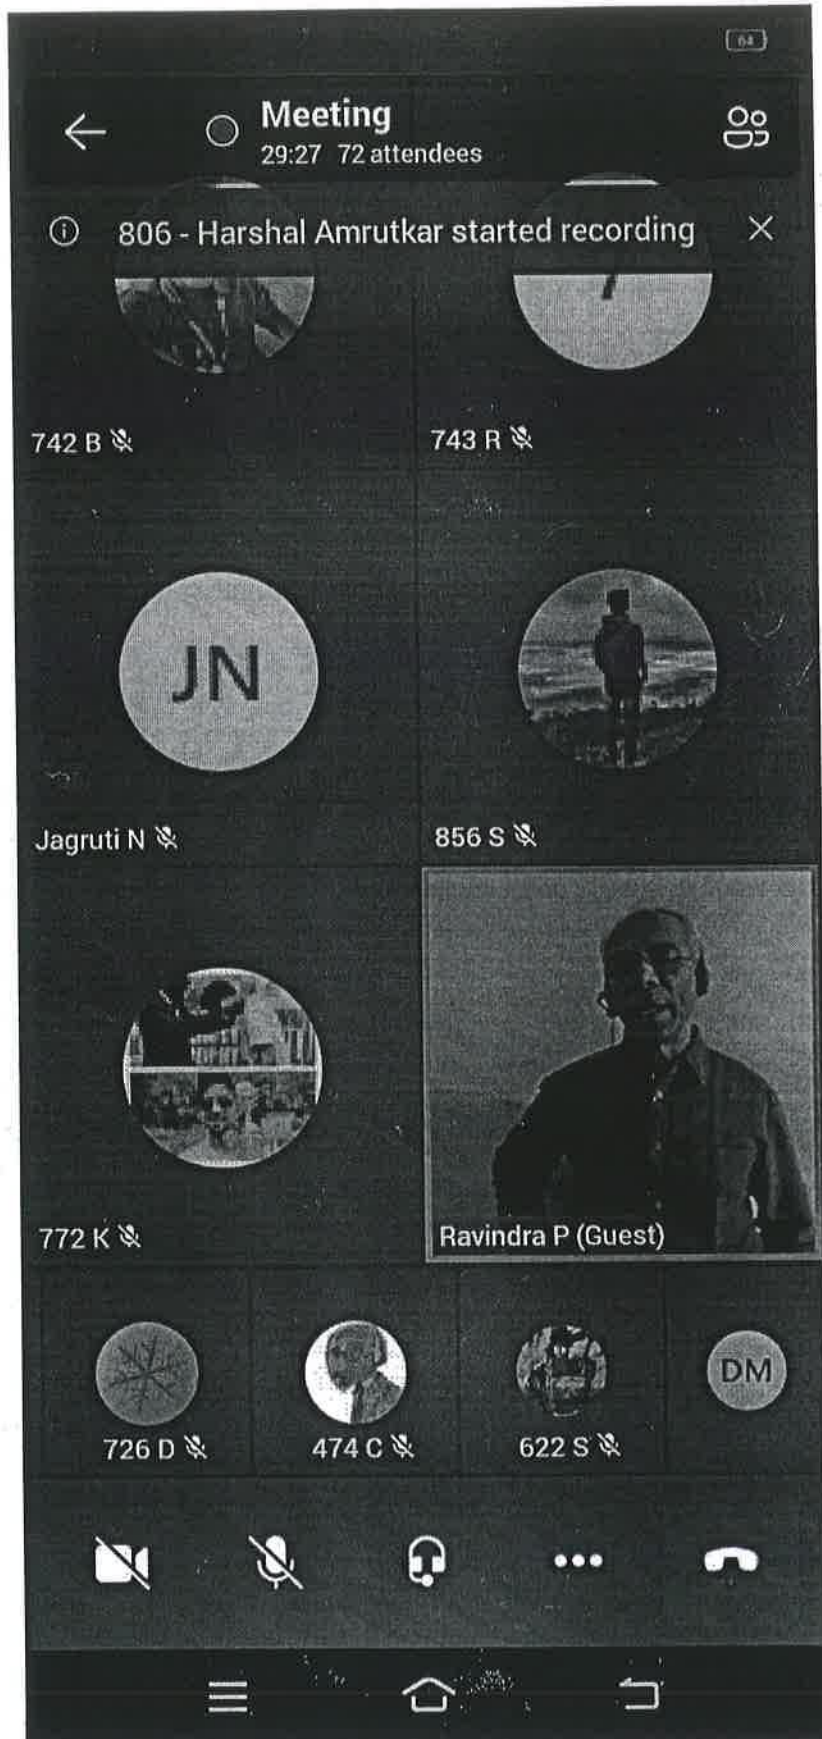 64
Meeting
29:27 72 attendees
806 - Harshal Amrutkar started recording
742 B
743 R
JN
Jagruti N
856 S
772 K
Ravindra P (Guest)
DM
726 D
474 C
622 S